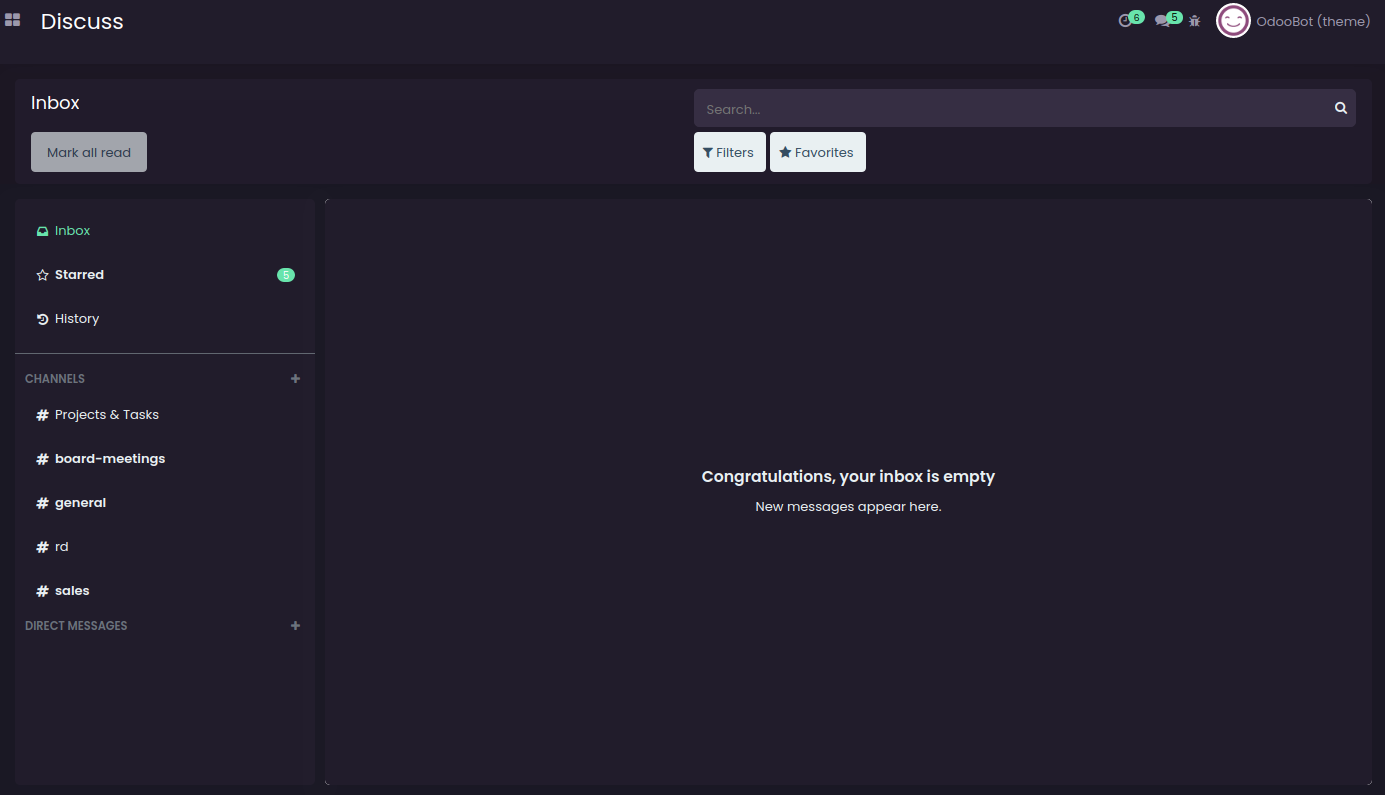 Discuss
6
5
OdooBot (theme)
Inbox
Search...
Mark all read
Filters
Favorites
Inbox
Starred 5
History
CHANNELS +
# Projects & Tasks
# board-meetings
# general
# rd
# sales
DIRECT MESSAGES +
Congratulations, your inbox is empty
New messages appear here.